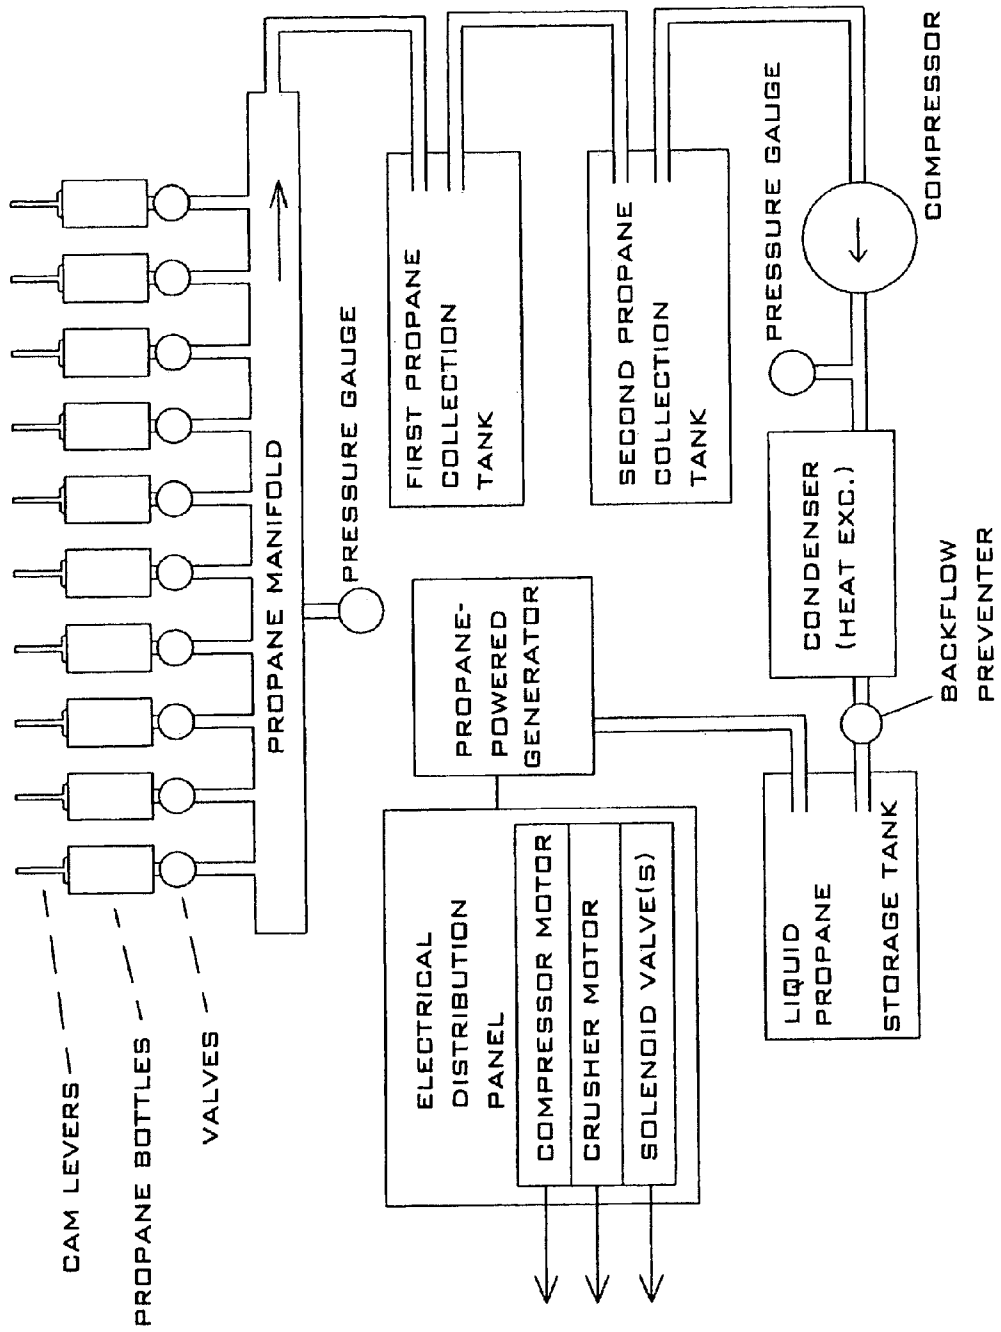 CAM LEVERS
PROPANE BOTTLES
VALVES
PROPANE MANIFOLD
PRESSURE GAUGE
FIRST PROPANE
COLLECTION
TANK
SECOND PROPANE
COLLECTION
TANK
PRESSURE GAUGE
COMPRESSOR
CONDENSER
(HEAT EXC.)
BACKFLOW
PREVENTER
PROPANE-
POWERED
GENERATOR
LIQUID
PROPANE
STORAGE TANK
ELECTRICAL
DISTRIBUTION
PANEL
COMPRESSOR MOTOR
CRUSHER MOTOR
SOLENOID VALVE(S)